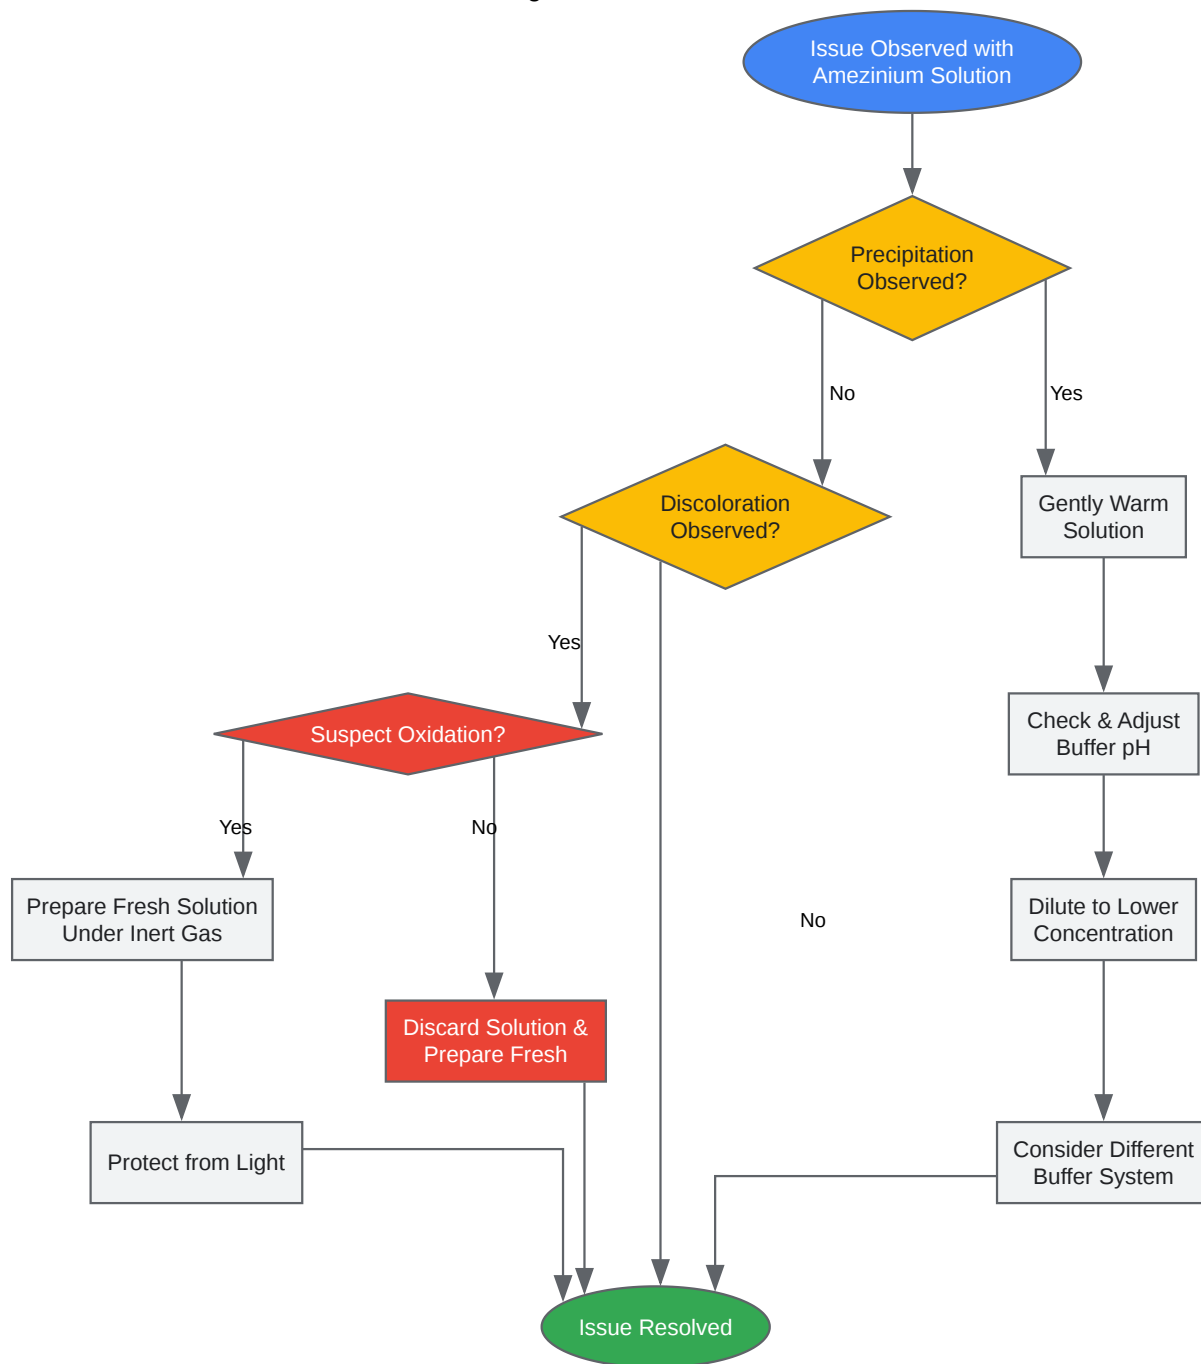 Issue Observed with
Amezinium Solution
Precipitation
Observed?
No
Yes
Discoloration
Observed?
Gently Warm
Solution
Yes
Suspect Oxidation?
Check & Adjust
Buffer pH
Yes
No
Prepare Fresh Solution
Under Inert Gas
No
Dilute to Lower
Concentration
Discard Solution &
Prepare Fresh
Protect from Light
Consider Different
Buffer System
Issue Resolved